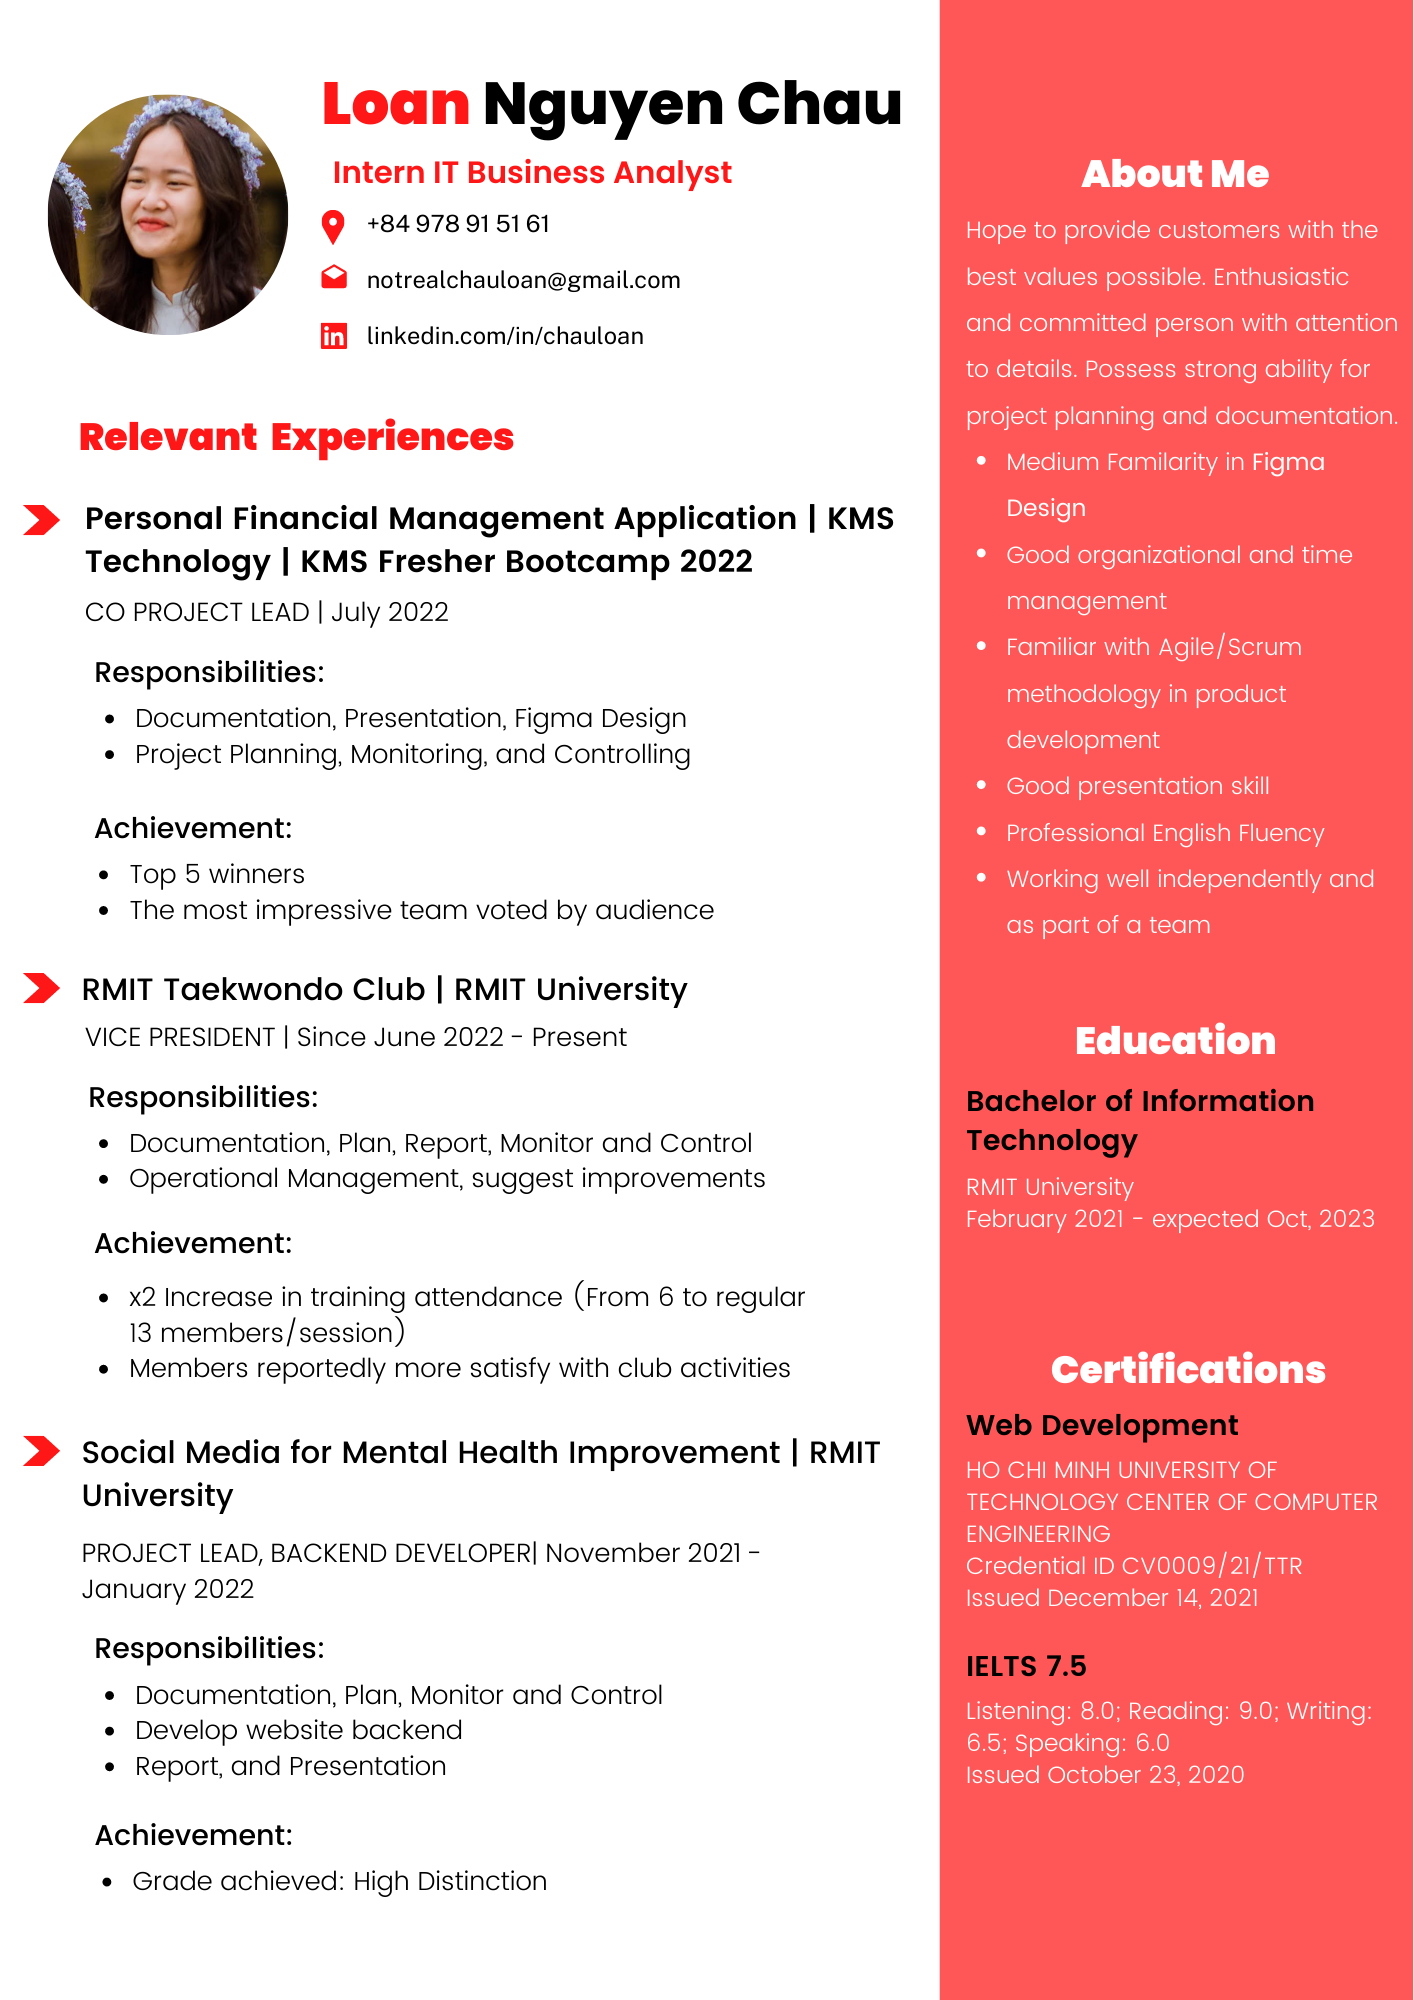 Loan Nguyen Chau
Intern IT Business Analyst
+84 978 91 51 61
notrealchauloan@gmail.com
linkedin.com/in/chauloan
Relevant Experiences
Personal Financial Management Application | KMS
Technology | KMS Fresher Bootcamp 2022
CO PROJECT LEAD | July 2022
Responsibilities:
• Documentation, Presentation, Figma Design
• Project Planning, Monitoring, and Controlling
Achievement:
• Top 5 winners
• The most impressive team voted by audience
RMIT Taekwondo Club | RMIT University
VICE PRESIDENT | Since June 2022 - Present
Responsibilities:
• Documentation, Plan, Report, Monitor and Control
• Operational Management, suggest improvements
Achievement:
• x2 Increase in training attendance (From 6 to regular
13 members/session)
• Members reportedly more satisfy with club activities
Social Media for Mental Health Improvement | RMIT
University
PROJECT LEAD, BACKEND DEVELOPER| November 2021 -
January 2022
Responsibilities:
• Documentation, Plan, Monitor and Control
• Develop website backend
• Report, and Presentation
Achievement:
• Grade achieved: High Distinction
About Me
Hope to provide customers with the
best values possible. Enthusiastic
and committed person with attention
to details. Possess strong ability for
project planning and documentation.
• Medium Familarity in Figma
Design
• Good organizational and time
management
• Familiar with Agile/Scrum
methodology in product
development
• Good presentation skill
• Professional English Fluency
• Working well independently and
as part of a team
Education
Bachelor of Information
Technology
RMIT University
February 2021 - expected Oct, 2023
Certifications
Web Development
HO CHI MINH UNIVERSITY OF
TECHNOLOGY CENTER OF COMPUTER
ENGINEERING
Credential ID CV0009/21/TTR
Issued December 14, 2021
IELTS 7.5
Listening: 8.0; Reading: 9.0; Writing:
6.5; Speaking: 6.0
Issued October 23, 2020